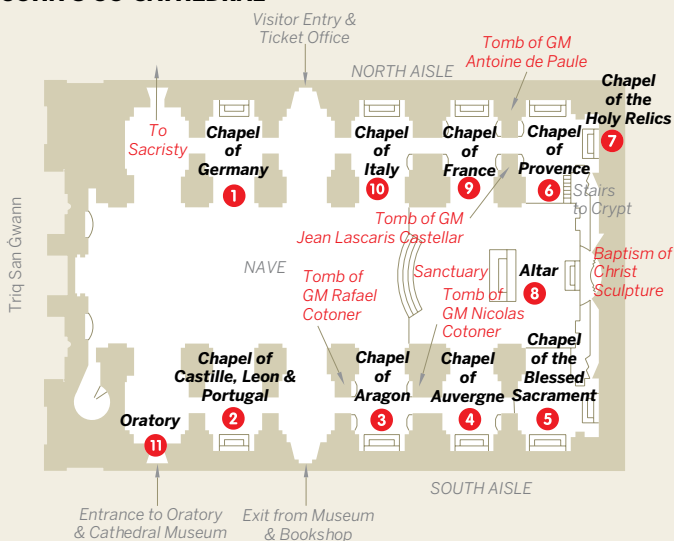 Visitor Entry &
Ticket Office
NORTH AISLE
Tomb of GM
Antoine de Paule
Chapel
of the
Holy Relics
7
To
Sacristy
Chapel
of
Germany
1
Chapel
of
Italy
10
Chapel
of
France
9
Chapel
of
Provence
6
Stairs
to Crypt
Tomb of GM
Jean Lascaris Castellar
Triq San Ġwann
NAVE
Sanctuary
Altar
8
Baptism of
Christ
Sculpture
Tomb of
GM Rafael
Cotoner
Tomb of
GM Nicolas
Cotoner
Chapel of
Castille, Leon &
Portugal
2
Chapel
of
Aragon
3
Chapel
of
Auvergne
4
Chapel
of the
Blessed
Sacrament
5
Oratory
11
SOUTH AISLE
Entrance to Oratory
& Cathedral Museum
Exit from Museum
& Bookshop